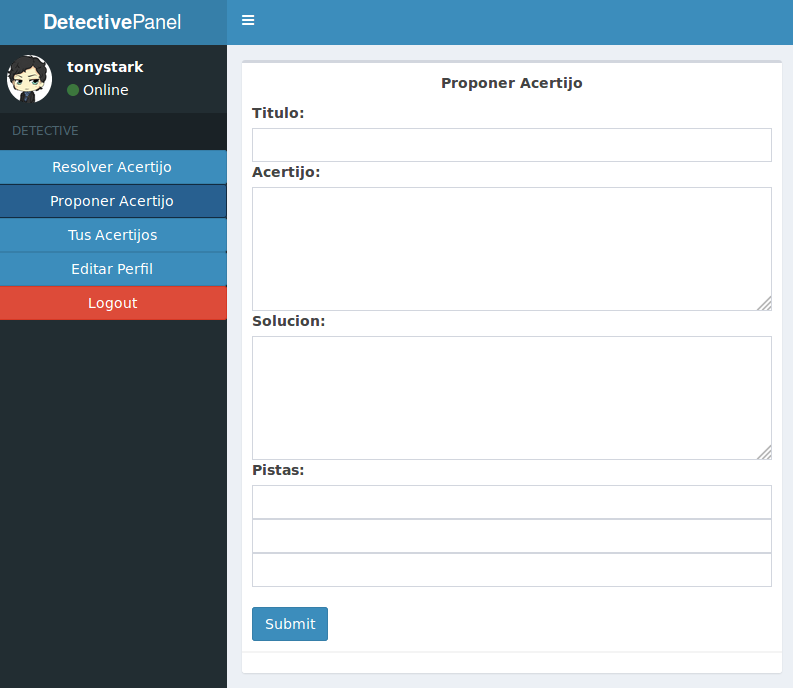 DetectivePanel
tonystark
Online
DETECTIVE
Resolver Acertijo
Proponer Acertijo
Tus Acertijos
Editar Perfil
Logout
Proponer Acertijo
Titulo:
Acertijo:
Solucion:
Pistas:
Submit